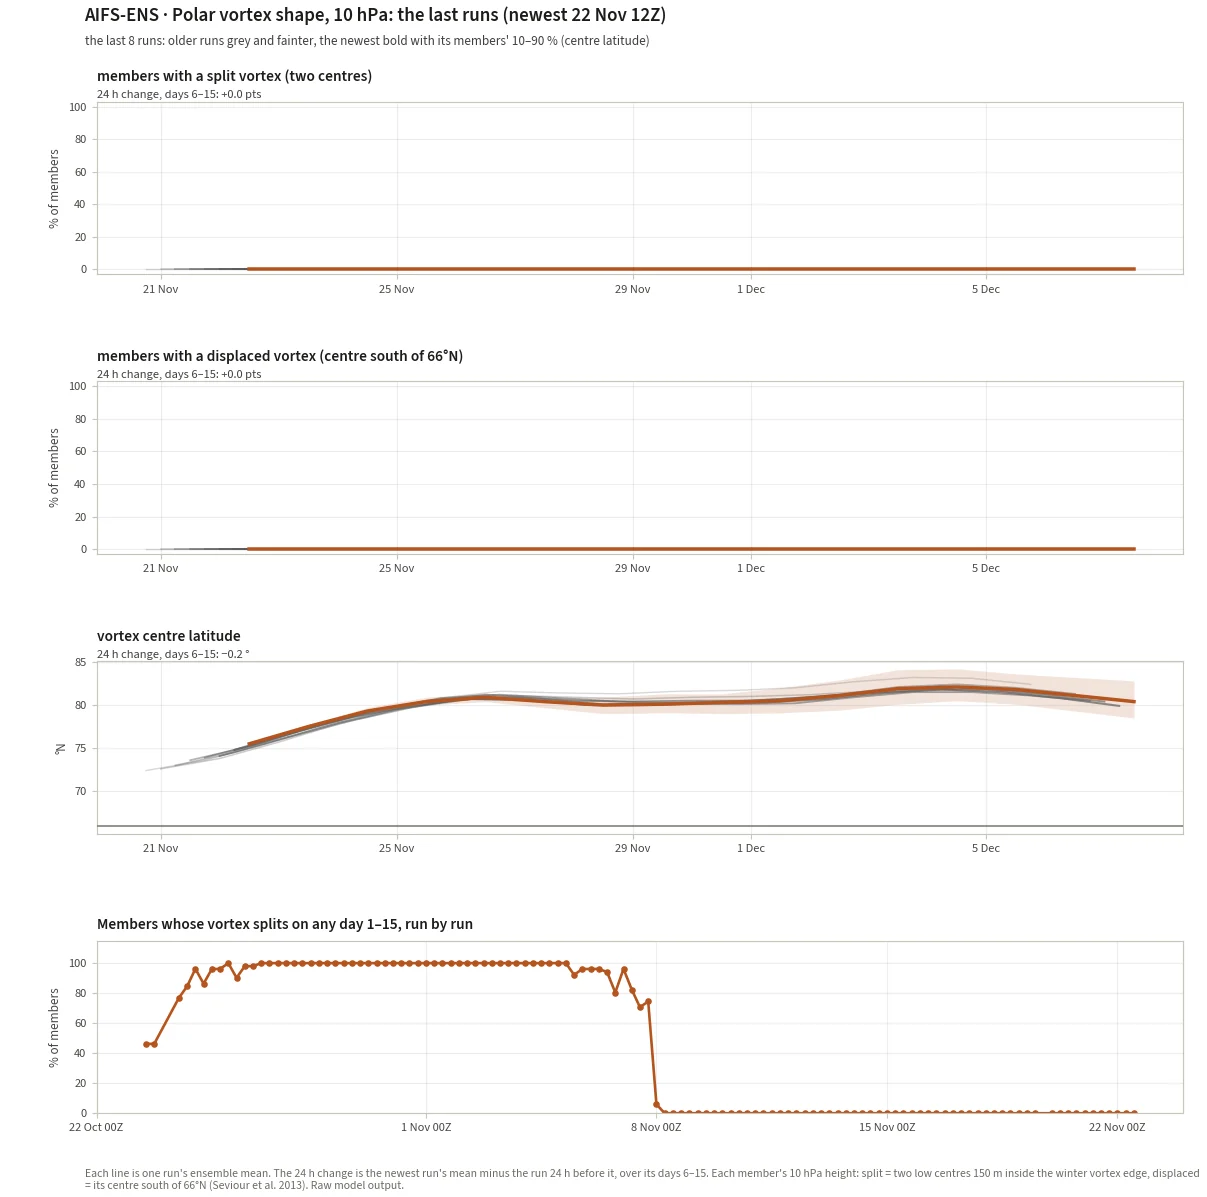 AIFS-ENS · Polar vortex shape, 10 hPa: the last runs (newest 22 Nov 12Z)
the last 8 runs: older runs grey and fainter, the newest bold with its members' 10–90 % (centre latitude)
members with a split vortex (two centres)
24 h change, days 6–15: +0.0 pts
100
80
60
40
20
0
% of members
21 Nov
25 Nov
29 Nov
1 Dec
5 Dec
members with a displaced vortex (centre south of 66°N)
24 h change, days 6–15: +0.0 pts
100
80
60
40
20
0
% of members
21 Nov
25 Nov
29 Nov
1 Dec
5 Dec
vortex centre latitude
24 h change, days 6–15: −0.2 °
85
80
75
70
°N
21 Nov
25 Nov
29 Nov
1 Dec
5 Dec
Members whose vortex splits on any day 1–15, run by run
100
80
60
40
20
0
% of members
22 Oct 00Z
1 Nov 00Z
8 Nov 00Z
15 Nov 00Z
22 Nov 00Z
Each line is one run's ensemble mean. The 24 h change is the newest run's mean minus the run 24 h before it, over its days 6–15. Each member's 10 hPa height: split = two low centres 150 m inside the winter vortex edge, displaced
= its centre south of 66°N (Seviour et al. 2013). Raw model output.